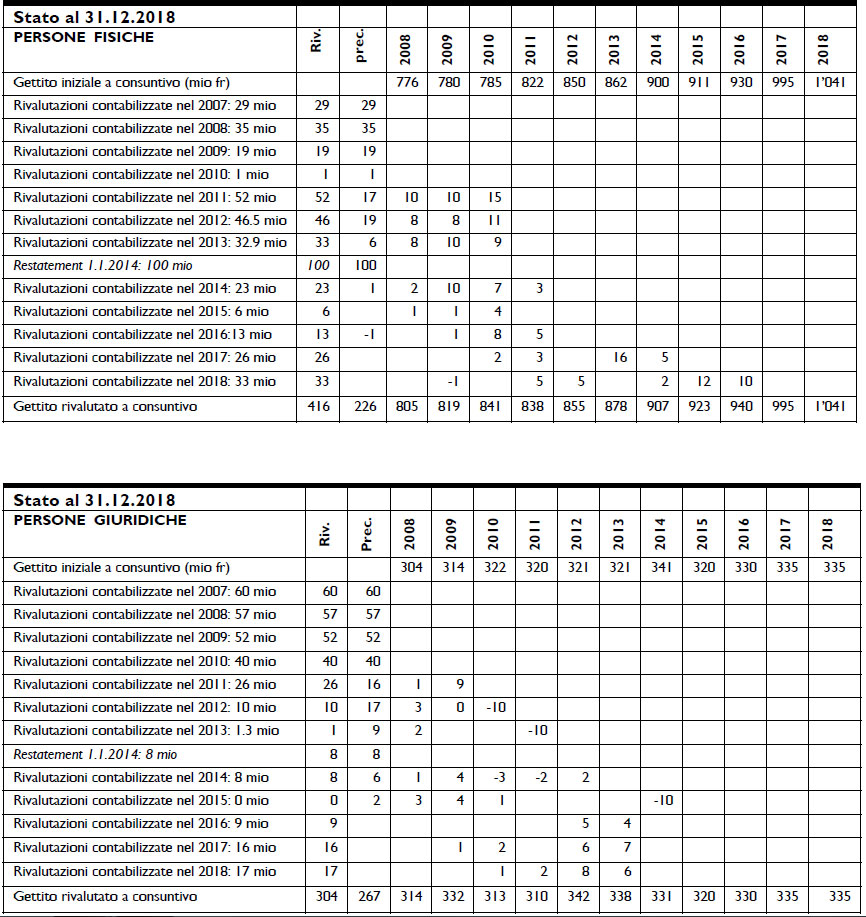 Stato al 31.12.2018
PERSONE FISICHE Riv. prec. 2008 2009 2010 2011 2012 2013 2014 2015 2016 2017 2018
Gettito iniziale a consuntivo (mio fr) 776 780 785 822 850 862 900 911 930 995 1'041
Rivalutazioni contabilizzate nel 2007: 29 mio 29 29
Rivalutazioni contabilizzate nel 2008: 35 mio 35 35
Rivalutazioni contabilizzate nel 2009: 19 mio 19 19
Rivalutazioni contabilizzate nel 2010: 1 mio 1 1
Rivalutazioni contabilizzate nel 2011: 52 mio 52 17 10 10 15
Rivalutazioni contabilizzate nel 2012: 46.5 mio 46 19 8 8 11
Rivalutazioni contabilizzate nel 2013: 32.9 mio 33 6 8 10 9
Restatement 1.1.2014: 100 mio 100 100
Rivalutazioni contabilizzate nel 2014: 23 mio 23 1 2 10 7 3
Rivalutazioni contabilizzate nel 2015: 6 mio 6 1 1 4
Rivalutazioni contabilizzate nel 2016:13 mio 13 -1 1 8 5
Rivalutazioni contabilizzate nel 2017: 26 mio 26 2 3 16 5
Rivalutazioni contabilizzate nel 2018: 33 mio 33 -1 5 5 2 12 10
Gettito rivalutato a consuntivo 416 226 805 819 841 838 855 878 907 923 940 995 1'041
Stato al 31.12.2018
PERSONE GIURIDICHE Riv. Prec. 2008 2009 2010 2011 2012 2013 2014 2015 2016 2017 2018
Gettito iniziale a consuntivo (mio fr) 304 314 322 320 321 321 341 320 330 335 335
Rivalutazioni contabilizzate nel 2007: 60 mio 60 60
Rivalutazioni contabilizzate nel 2008: 57 mio 57 57
Rivalutazioni contabilizzate nel 2009: 52 mio 52 52
Rivalutazioni contabilizzate nel 2010: 40 mio 40 40
Rivalutazioni contabilizzate nel 2011: 26 mio 26 16 1 9
Rivalutazioni contabilizzate nel 2012: 10 mio 10 17 3 0 -10
Rivalutazioni contabilizzate nel 2013: 1.3 mio 1 9 2 -10
Restatement 1.1.2014: 8 mio 8 8
Rivalutazioni contabilizzate nel 2014: 8 mio 8 6 1 4 -3 -2 2
Rivalutazioni contabilizzate nel 2015: 0 mio 0 2 3 4 1 -10
Rivalutazioni contabilizzate nel 2016: 9 mio 9 5 4
Rivalutazioni contabilizzate nel 2017: 16 mio 16 1 2 6 7
Rivalutazioni contabilizzate nel 2018: 17 mio 17 1 2 8 6
Gettito rivalutato a consuntivo 304 267 314 332 313 310 342 338 331 320 330 335 335